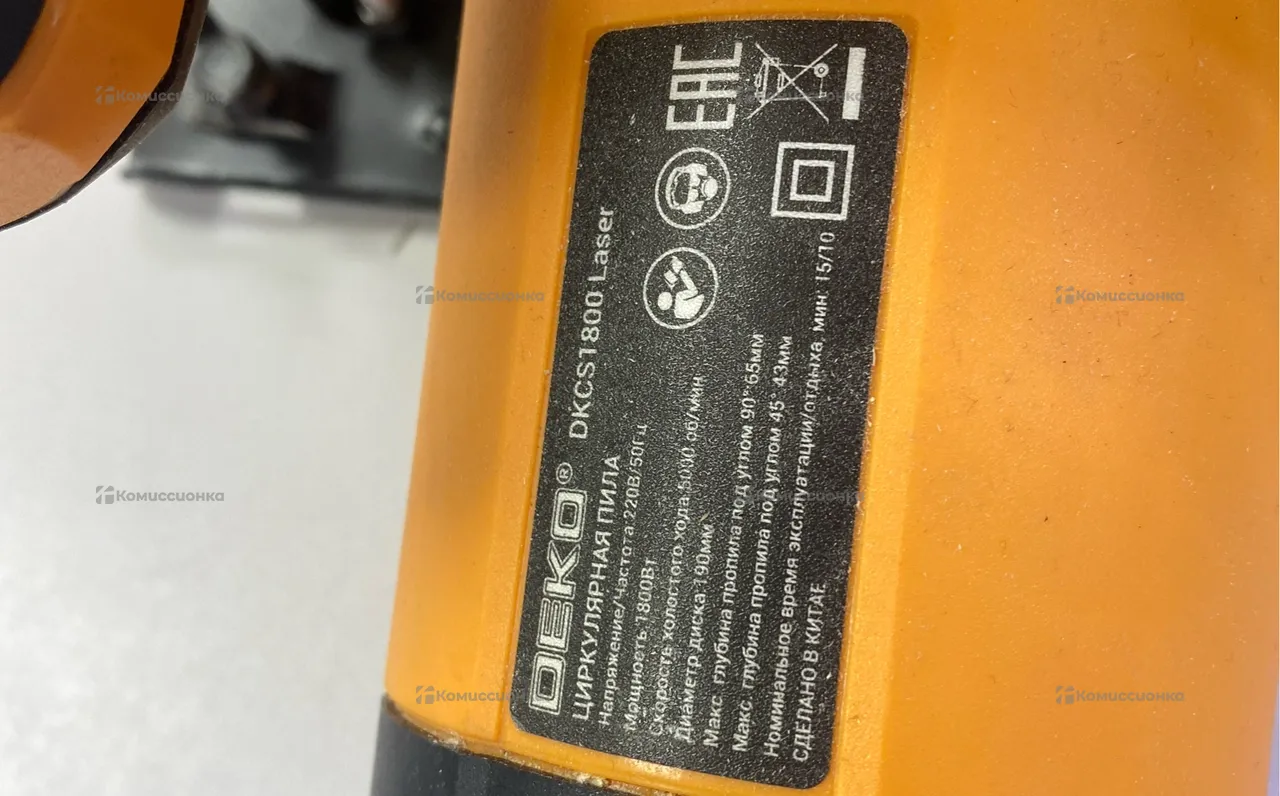 DEKO® DKCS1800 Laser
ЦИРКУЛЯРНАЯ ПИЛА
Напряжение/Частота 220В/50Гц
Мощность 1800Вт
Скорость холостого хода 5000 об/мин
Диаметр диска 190мм
Макс. глубина пропила под углом 90° 65мм
Макс. глубина пропила под углом 45° 43мм
Номинальное время эксплуатации/отдыха, мин: 15/10
СДЕЛАНО В КИТАЕ
EAC
Комиссионка
Комиссионка
Комиссионка
Комиссионка
Комиссионка
Комиссионка